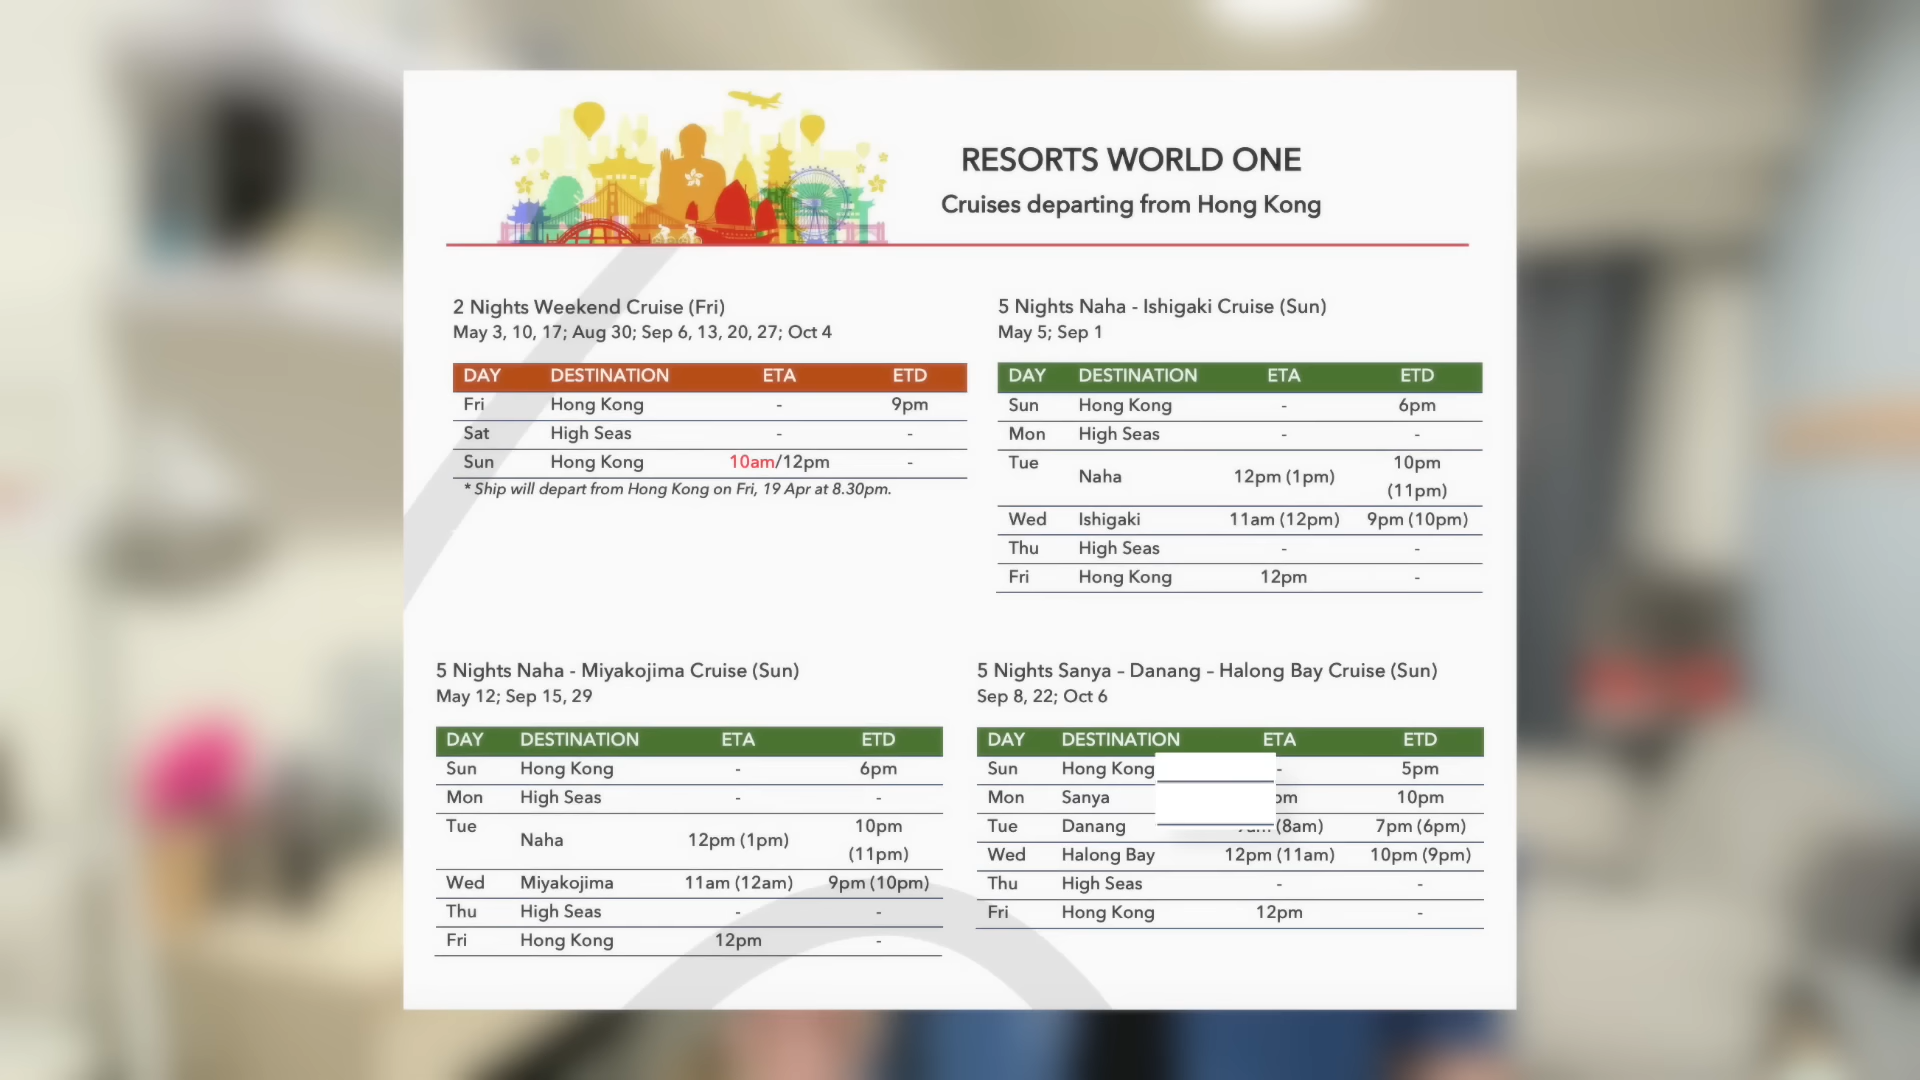 RESORTS WORLD ONE
Cruises departing from Hong Kong
2 Nights Weekend Cruise (Fri)
May 3, 10, 17; Aug 30; Sep 6, 13, 20, 27; Oct 4
DAY DESTINATION ETA ETD
Fri Hong Kong - 9pm
Sat High Seas - -
Sun Hong Kong 10am/12pm -
* Ship will depart from Hong Kong on Fri, 19 Apr at 8.30pm.
5 Nights Naha - Ishigaki Cruise (Sun)
May 5; Sep 1
DAY DESTINATION ETA ETD
Sun Hong Kong - 6pm
Mon High Seas - -
Tue Naha 12pm (1pm) 10pm
(11pm)
Wed Ishigaki 11am (12pm) 9pm (10pm)
Thu High Seas - -
Fri Hong Kong 12pm -
5 Nights Naha - Miyakojima Cruise (Sun)
May 12; Sep 15, 29
DAY DESTINATION ETA ETD
Sun Hong Kong - 6pm
Mon High Seas - -
Tue Naha 12pm (1pm) 10pm
(11pm)
Wed Miyakojima 11am (12am) 9pm (10pm)
Thu High Seas - -
Fri Hong Kong 12pm -
5 Nights Sanya – Danang – Halong Bay Cruise (Sun)
Sep 8, 22; Oct 6
DAY DESTINATION ETA ETD
Sun Hong Kong - 5pm
Mon Sanya 10pm
Tue Danang (8am) 7pm (6pm)
Wed Halong Bay 12pm (11am) 10pm (9pm)
Thu High Seas - -
Fri Hong Kong 12pm -